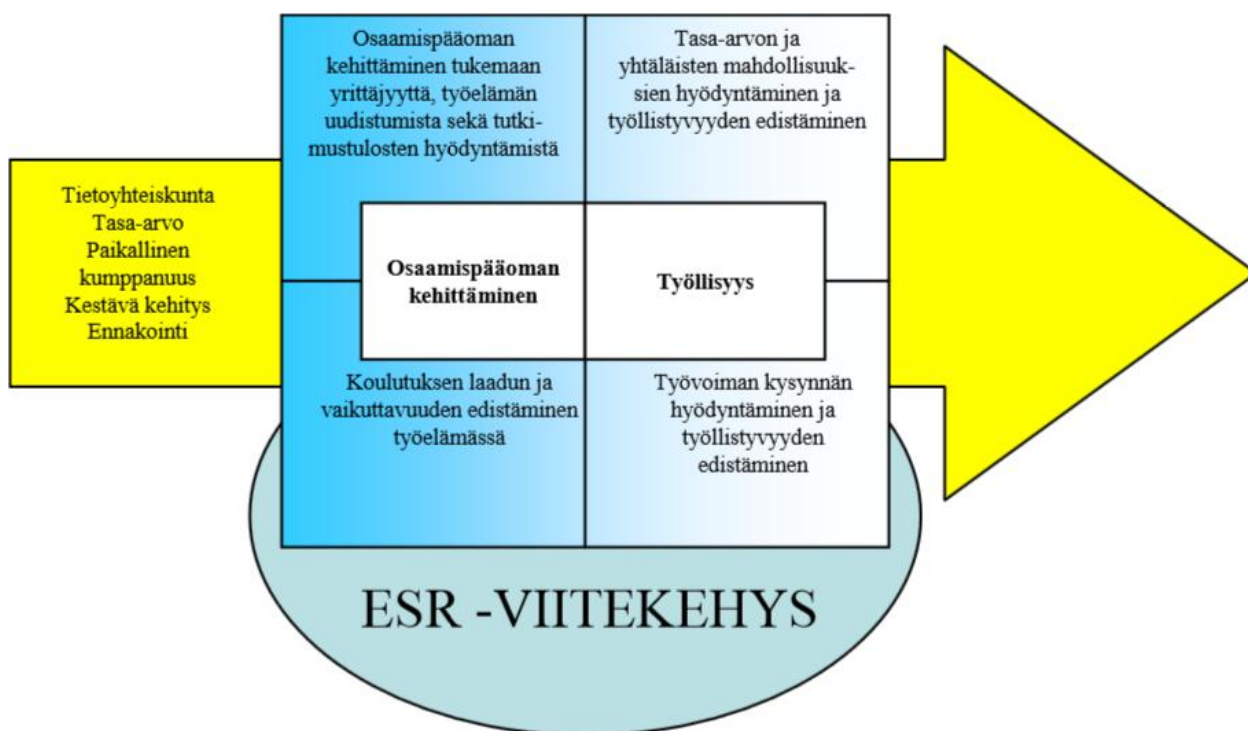 Tietoyhteiskunta
Tasa-arvo
Paikallinen
kumppanuus
Kestävä kehitys
Ennakointi
Osaamispääoman
kehittäminen tukemaan
yrittäjyyttä, työelämän
uudistumista sekä tutki-
mustulosten hyödyntämistä
Tasa-arvon ja
yhtäläisten mahdollisuuk-
sien hyödyntäminen ja
työllistyvyyden edistäminen
Osaamispääoman
kehittäminen
Työllisyys
Koulutuksen laadun ja
vaikuttavuuden edistäminen
työelämässä
Työvoiman kysynnän
hyödyntäminen ja
työllistyvyyden
edistäminen
ESR -VIITEKEHYS